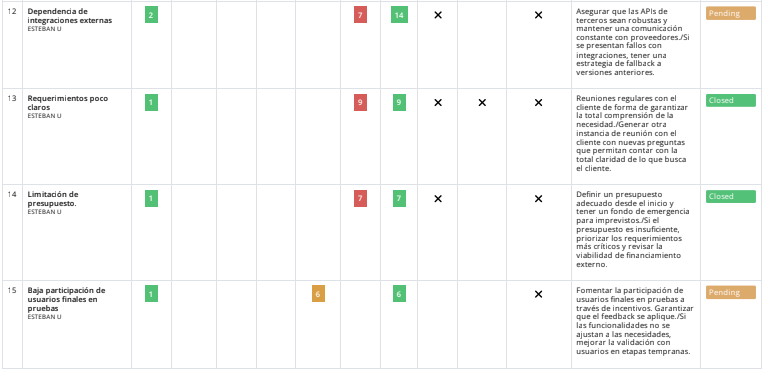 12
Dependencia de
integraciones externas
ESTEBAN U
2
7
14
×
×
Asegurar que las APIs de
terceros sean robustas y
mantener una comunicación
constante con proveedores./Si
se presentan fallos con
integraciones, tener una
estrategia de fallback a
versiones anteriores.
Pending
13
Requerimientos poco
claros
ESTEBAN U
1
9
9
×
×
×
Reuniones regulares con el
cliente de forma de garantizar
la total comprensión de la
necesidad./Generar otra
instancia de reunión con el
cliente con nuevas preguntas
que permitan contar con la
total claridad de lo que busca
el cliente.
Closed
14
Limitación de
presupuesto.
ESTEBAN U
1
7
7
×
×
Definir un presupuesto
adecuado desde el inicio y
tener un fondo de emergencia
para imprevistos./Si el
presupuesto es insuficiente,
priorizar los requerimientos
más críticos y revisar la
viabilidad de financiamiento
externo.
Closed
15
Baja participación de
usuarios finales en
pruebas
ESTEBAN U
1
6
6
×
Fomentar la participación de
usuarios finales en pruebas a
través de incentivos. Garantizar
que el feedback se aplique./Si
las funcionalidades no se
ajustan a las necesidades,
mejorar la validación con
usuarios en etapas tempranas.
Pending